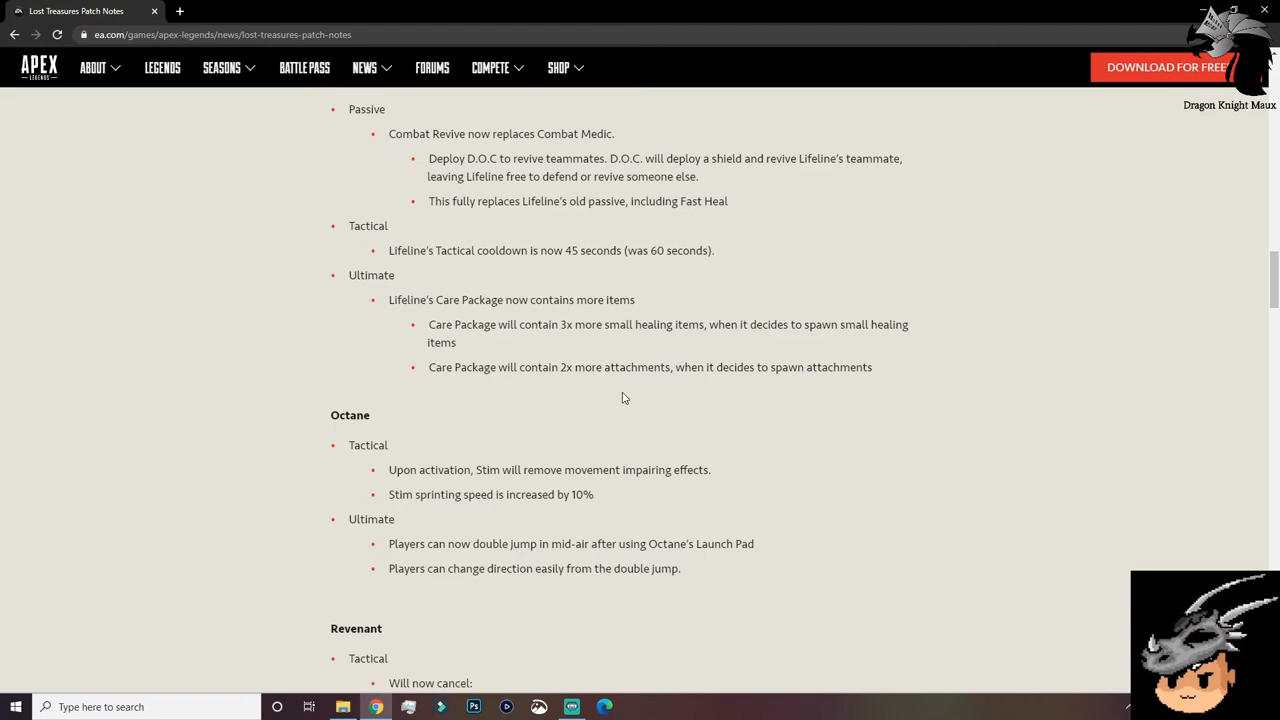 Lost Treasures Patch Notes
ea.com/games/apex-legends/news/lost-treasures-patch-notes
APEX
LEGENDS
ABOUT
LEGENDS
SEASONS
BATTLE PASS
NEWS
FORUMS
COMPETE
SHOP
DOWNLOAD FOR FREE
Dragon Knight Maux
Passive
Combat Revive now replaces Combat Medic.
Deploy D.O.C to revive teammates. D.O.C. will deploy a shield and revive Lifeline's teammate,
leaving Lifeline free to defend or revive someone else.
This fully replaces Lifeline's old passive, including Fast Heal
Tactical
Lifeline's Tactical cooldown is now 45 seconds (was 60 seconds).
Ultimate
Lifeline's Care Package now contains more items
Care Package will contain 3x more small healing items, when it decides to spawn small healing
items
Care Package will contain 2x more attachments, when it decides to spawn attachments
Octane
Tactical
Upon activation, Stim will remove movement impairing effects.
Stim sprinting speed is increased by 10%
Ultimate
Players can now double jump in mid-air after using Octane's Launch Pad
Players can change direction easily from the double jump.
Revenant
Tactical
Will now cancel:
Type here to search